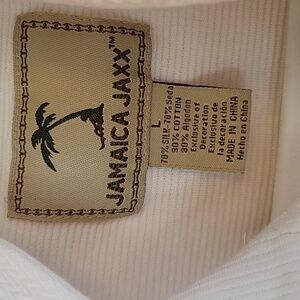 JAMAICA JAXX™
L
70% SILK-70% Seda
30% COTTON
30% Algodon
Exclusive of
Decoration
Exclusivo de
la decoración
MADE IN CHINA
Hecho en China